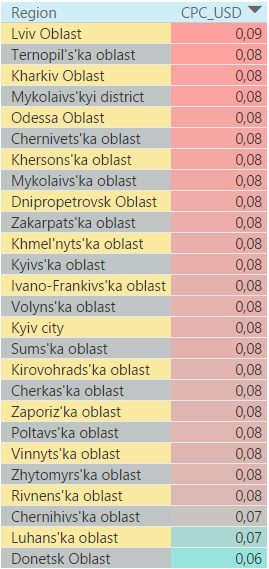 Region CPC_USD
Lviv Oblast 0,09
Ternopil's'ka oblast 0,08
Kharkiv Oblast 0,08
Mykolaivs'kyi district 0,08
Odessa Oblast 0,08
Chernivets'ka oblast 0,08
Khersons'ka oblast 0,08
Mykolaivs'ka oblast 0,08
Dnipropetrovsk Oblast 0,08
Zakarpats'ka oblast 0,08
Khmel'nyts'ka oblast 0,08
Kyivs'ka oblast 0,08
Ivano-Frankivs'ka oblast 0,08
Volyns'ka oblast 0,08
Kyiv city 0,08
Sums'ka oblast 0,08
Kirovohrads'ka oblast 0,08
Cherkas'ka oblast 0,08
Zaporiz'ka oblast 0,08
Poltavs'ka oblast 0,08
Vinnyts'ka oblast 0,08
Zhytomyrs'ka oblast 0,08
Rivnens'ka oblast 0,08
Chernihivs'ka oblast 0,07
Luhans'ka oblast 0,07
Donetsk Oblast 0,06